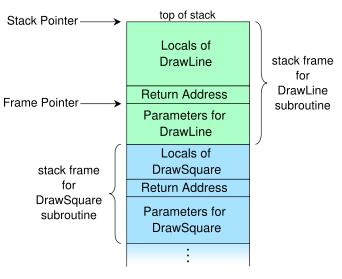 top of stack
Stack Pointer
Locals of
DrawLine
stack frame
for
DrawLine
subroutine
Return Address
Frame Pointer
Parameters for
DrawLine
Locals of
DrawSquare
stack frame
for
DrawSquare
subroutine
Return Address
Parameters for
DrawSquare